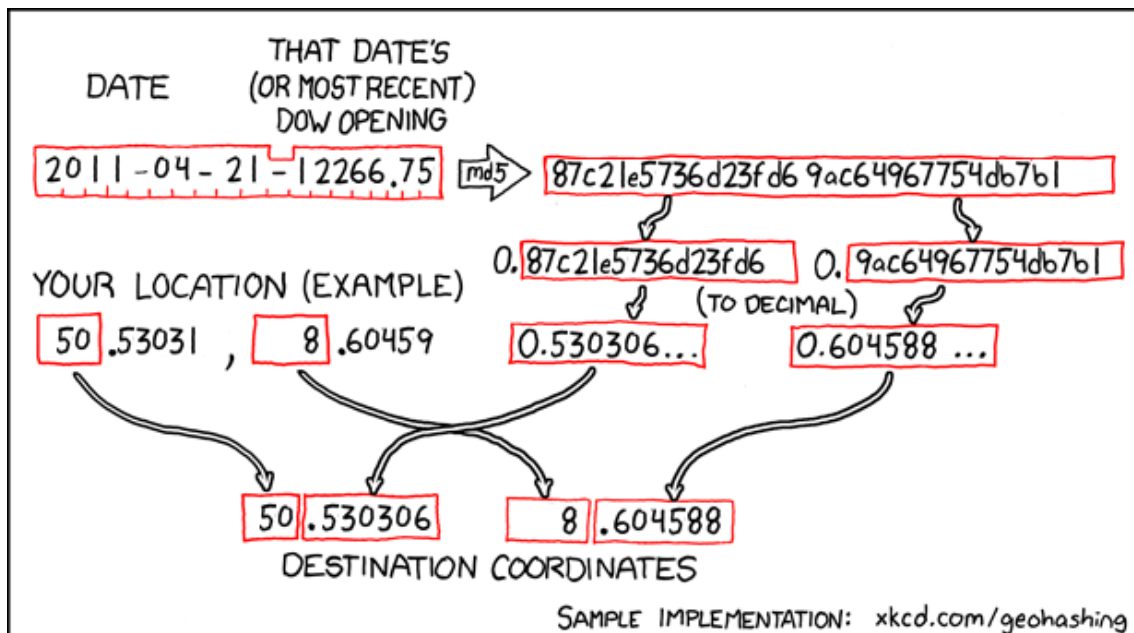 DATE
THAT DATE'S
(OR MOST RECENT)
DOW OPENING
2011-04-21-12266.75
md5
87c21e5736d23fd69ac64967754db7b1
0.87c21e5736d23fd6
0.9ac64967754db7b1
YOUR LOCATION (EXAMPLE)
(TO DECIMAL)
50.53031, 8.60459
0.530306...
0.604588...
50.530306
8.604588
DESTINATION COORDINATES
SAMPLE IMPLEMENTATION: xkcd.com/geohashing